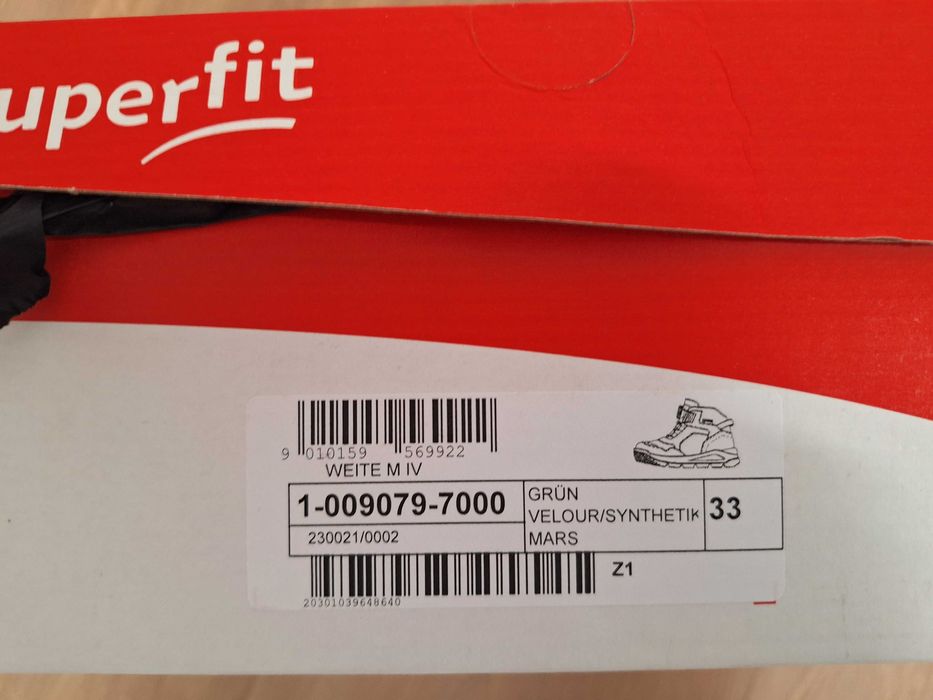 uperfit
9 010159 569922
WEITE M IV
1-009079-7000
230021/0002
GRÜN
VELOUR/SYNTHETIK
MARS
33
Z1
20301039648640